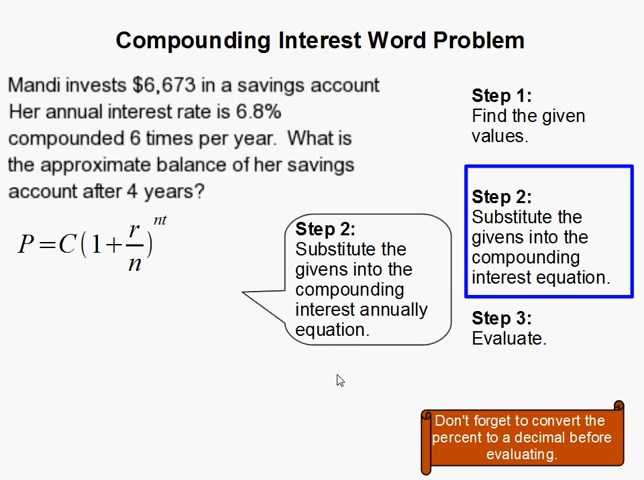 Compounding Interest Word Problem
Mandi invests $6,673 in a savings account
Her annual interest rate is 6.8%
compounded 6 times per year.  What is
the approximate balance of her savings
account after 4 years?
P=C(1+r/n)^nt
Step 2:
Substitute the
givens into the
compounding
interest annually
equation.
Step 1:
Find the given
values.
Step 2:
Substitute the
givens into the
compounding
interest equation.
Step 3:
Evaluate.
Don't forget to convert the
percent to a decimal before
evaluating.